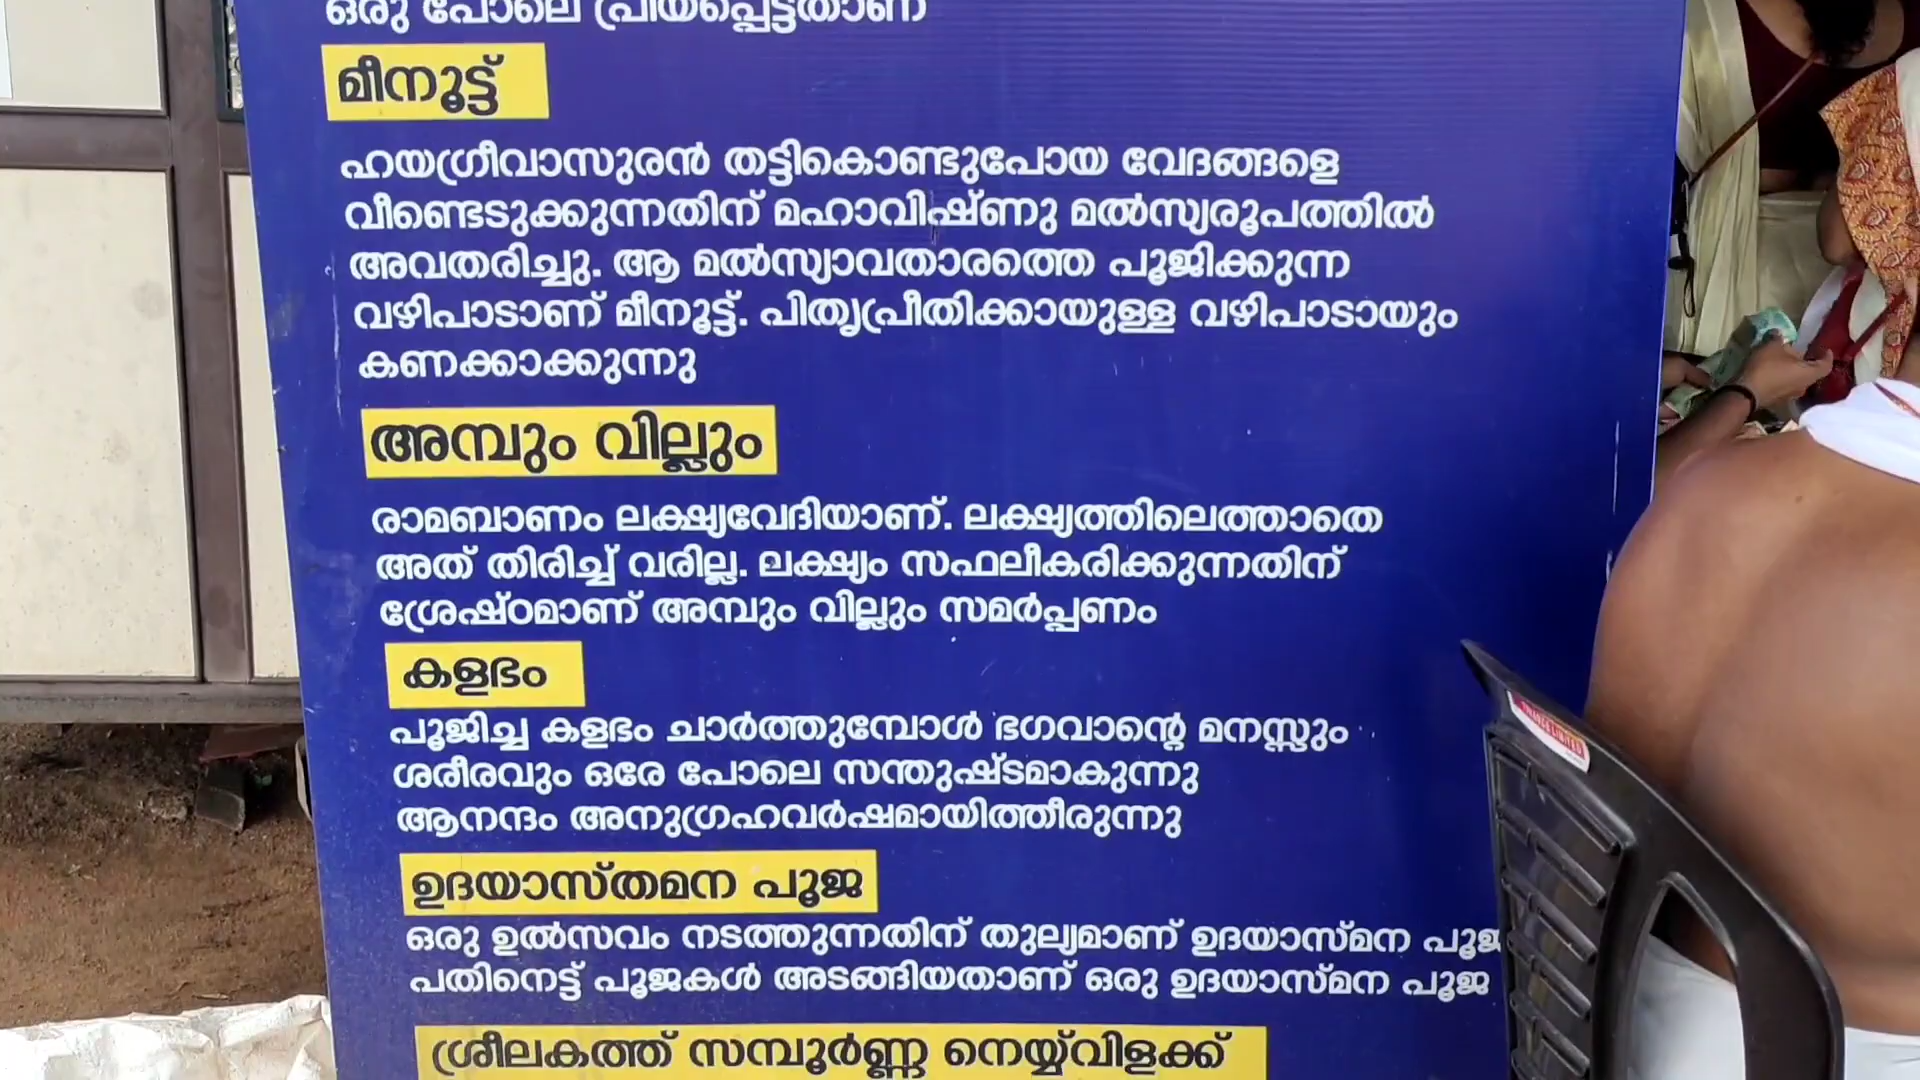 ഒരു പോലെ പ്രിയപ്പെട്ടതാണ്
മീനൂട്ട്
ഹയഗ്രീവാസുരൻ തട്ടികൊണ്ടുപോയ വേദങ്ങളെ
വീണ്ടെടുക്കുന്നതിന് മഹാവിഷ്ണു മൽസ്യരൂപത്തിൽ
അവതരിച്ചു. ആ മൽസ്യാവതാരത്തെ പൂജിക്കുന്ന
വഴിപാടാണ് മീനൂട്ട്. പിതൃപ്രീതിക്കായുള്ള വഴിപാടായും
കണക്കാക്കുന്നു
അമ്പും വില്ലും
രാമബാണം ലക്ഷ്യവേദിയാണ്. ലക്ഷ്യത്തിലെത്താതെ
അത് തിരിച്ച് വരില്ല. ലക്ഷ്യം സഫലീകരിക്കുന്നതിന്
ശ്രേഷ്ഠമാണ് അമ്പും വില്ലും സമർപ്പണം
കളഭം
പൂജിച്ച കളഭം ചാർത്തുമ്പോൾ ഭഗവാന്റെ മനസ്സും
ശരീരവും ഒരേ പോലെ സന്തുഷ്ടമാകുന്നു
ആനന്ദം അനുഗ്രഹവർഷമായിത്തീരുന്നു
ഉദയാസ്തമന പൂജ
ഒരു ഉൽസവം നടത്തുന്നതിന് തുല്യമാണ് ഉദയാസ്മന പൂജ
പതിനെട്ട് പൂജകൾ അടങ്ങിയതാണ് ഒരു ഉദയാസ്മന പൂജ
ശ്രീലകത്ത് സമ്പൂർണ്ണ നെയ്യ്‌വിളക്ക്